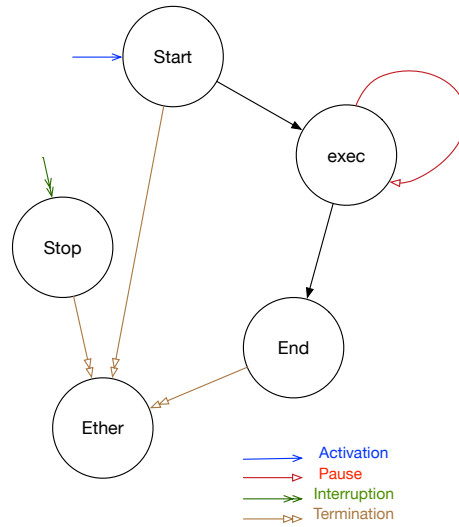 Start
exec
Stop
End
Ether
Activation
Pause
Interruption
Termination